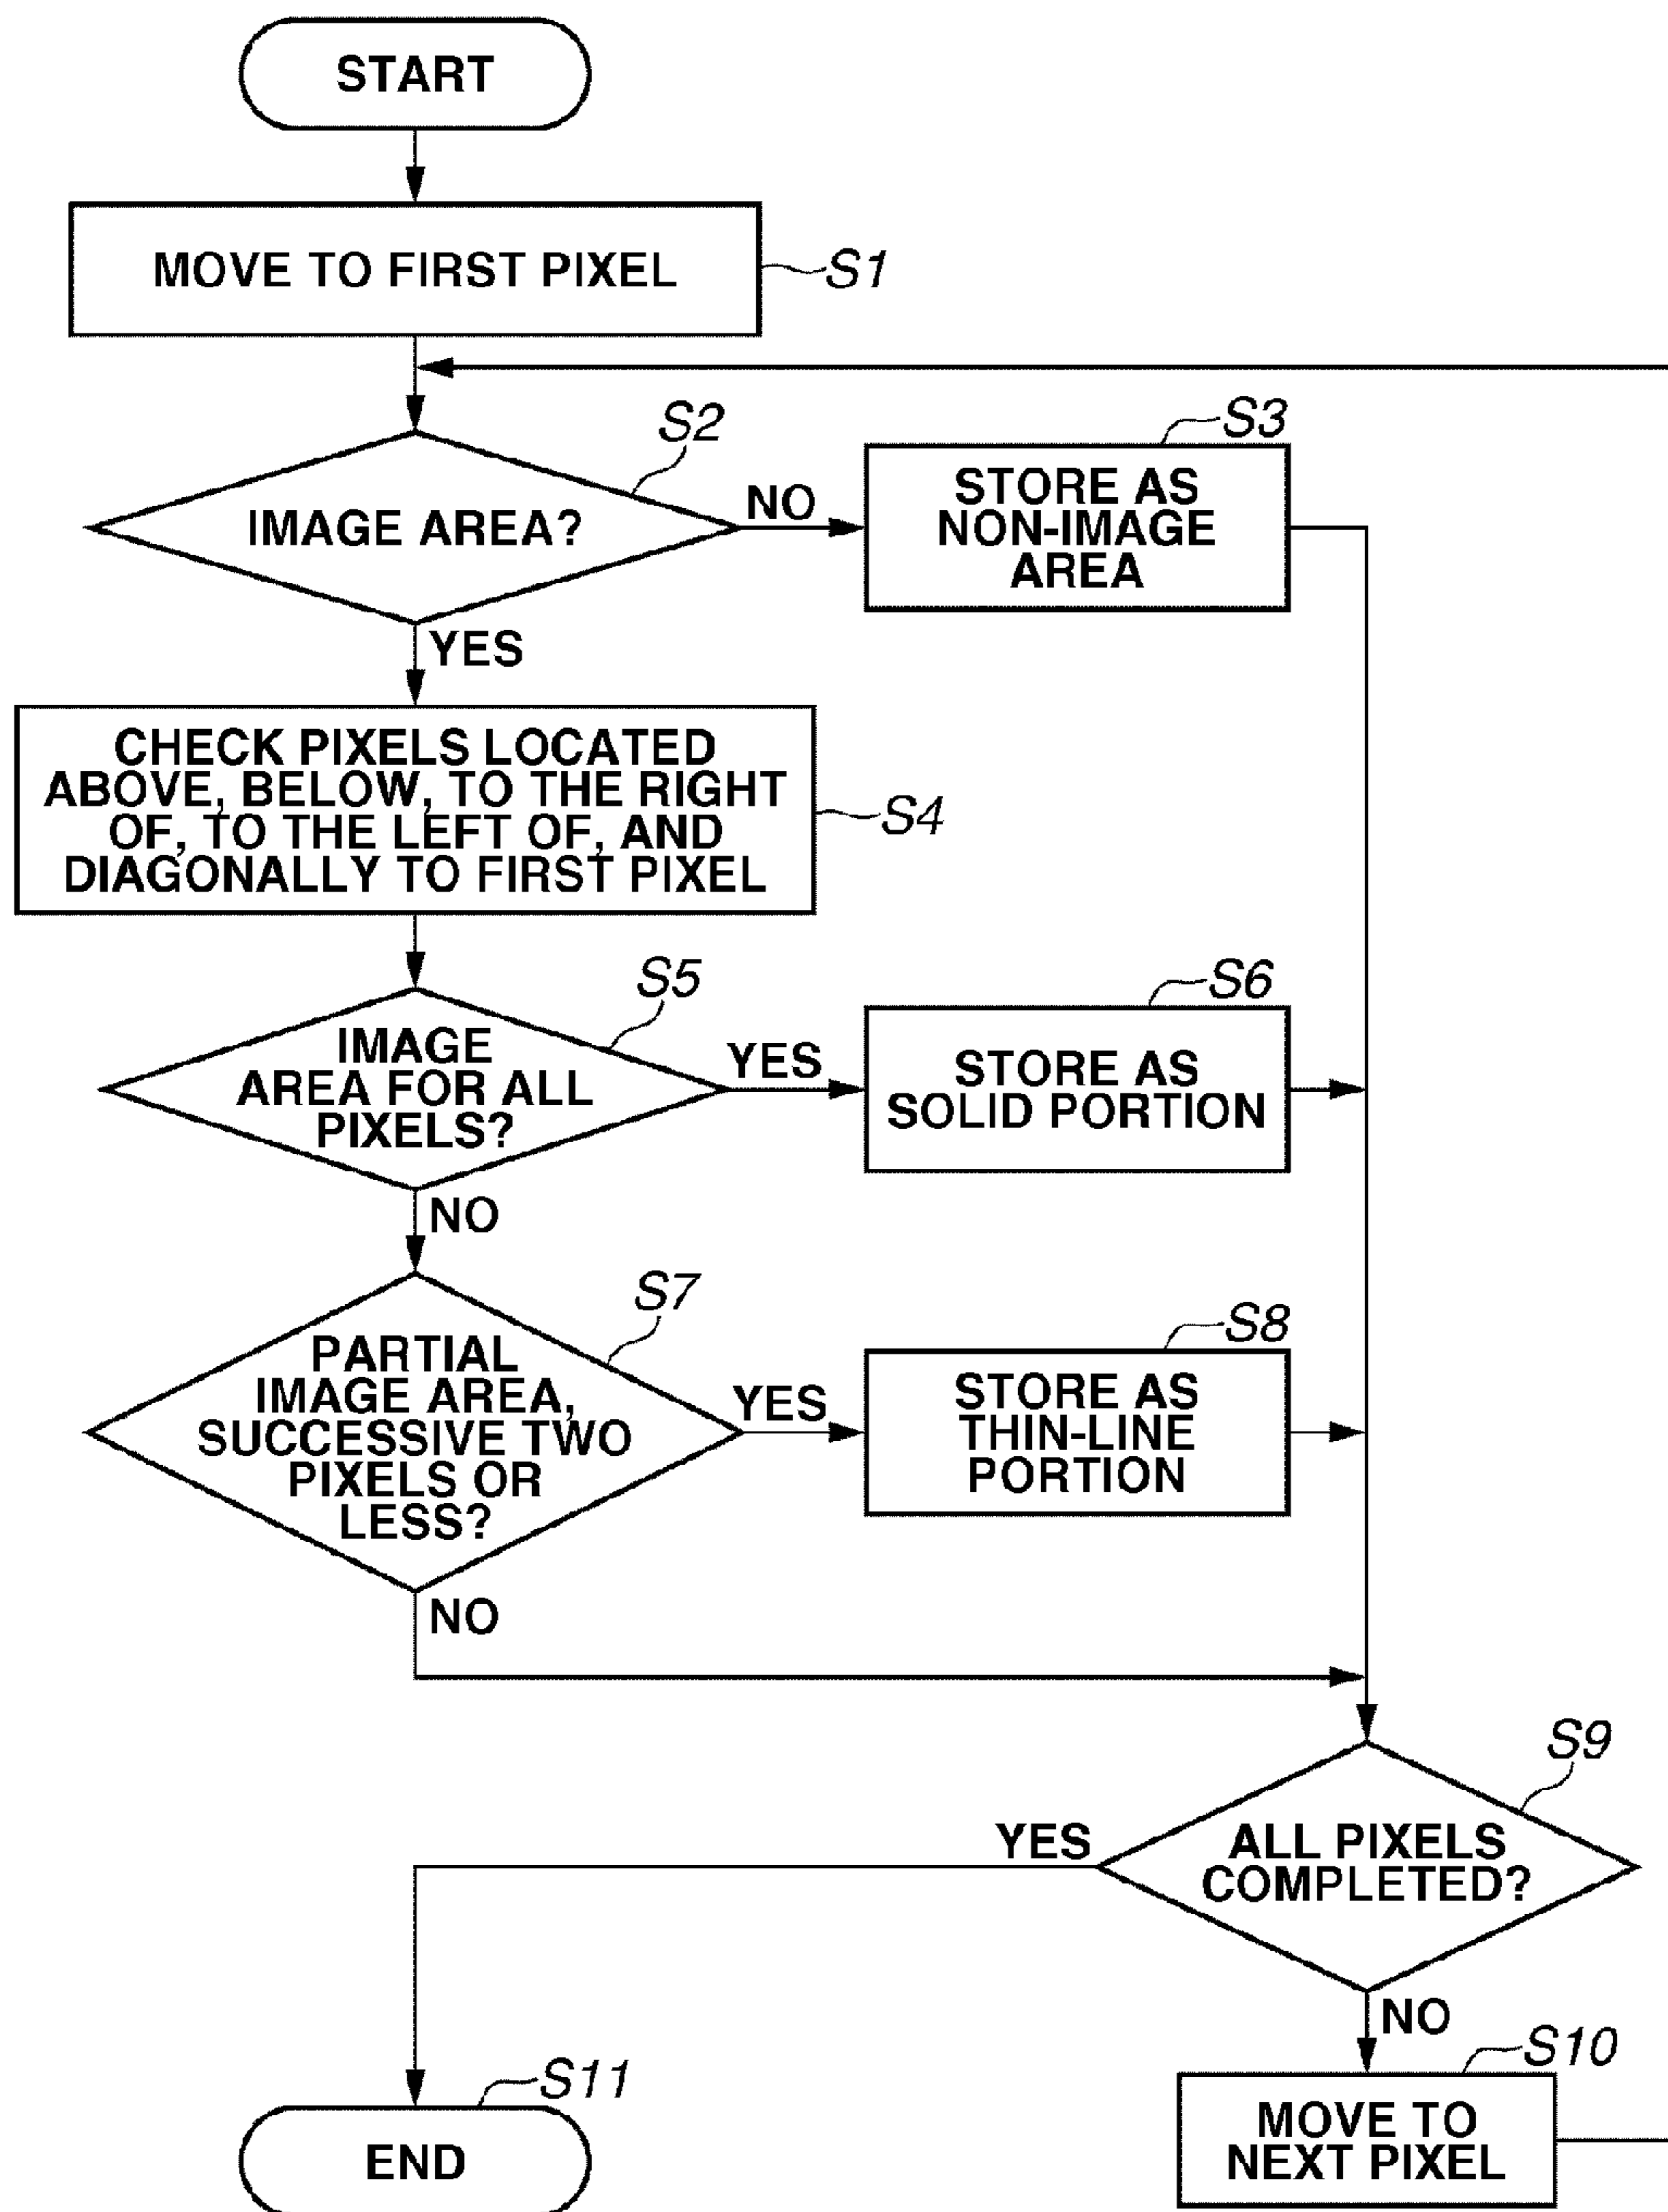 START
MOVE TO FIRST PIXEL
S1
S2
IMAGE AREA?
NO
S3
STORE AS
NON-IMAGE
AREA
YES
CHECK PIXELS LOCATED
ABOVE, BELOW, TO THE RIGHT
OF, TO THE LEFT OF, AND
DIAGONALLY TO FIRST PIXEL
S4
S5
IMAGE
AREA FOR ALL
PIXELS?
YES
S6
STORE AS
SOLID PORTION
NO
S7
PARTIAL
IMAGE AREA,
SUCCESSIVE TWO
PIXELS OR
LESS?
YES
S8
STORE AS
THIN-LINE
PORTION
NO
S9
ALL PIXELS
COMPLETED?
YES
NO
S10
MOVE TO
NEXT PIXEL
S11
END